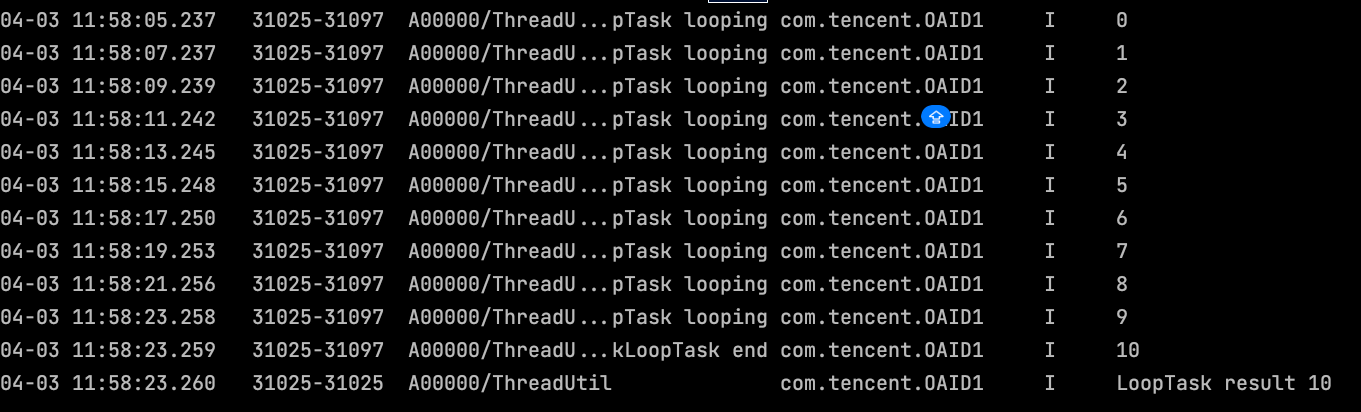 04-03 11:58:05.237 31025-31097 A00000/ThreadU...pTask looping com.tencent.OAID1 I 0
04-03 11:58:07.237 31025-31097 A00000/ThreadU...pTask looping com.tencent.OAID1 I 1
04-03 11:58:09.239 31025-31097 A00000/ThreadU...pTask looping com.tencent.OAID1 I 2
04-03 11:58:11.242 31025-31097 A00000/ThreadU...pTask looping com.tencent.OAID1 I 3
04-03 11:58:13.245 31025-31097 A00000/ThreadU...pTask looping com.tencent.OAID1 I 4
04-03 11:58:15.248 31025-31097 A00000/ThreadU...pTask looping com.tencent.OAID1 I 5
04-03 11:58:17.250 31025-31097 A00000/ThreadU...pTask looping com.tencent.OAID1 I 6
04-03 11:58:19.253 31025-31097 A00000/ThreadU...pTask looping com.tencent.OAID1 I 7
04-03 11:58:21.256 31025-31097 A00000/ThreadU...pTask looping com.tencent.OAID1 I 8
04-03 11:58:23.258 31025-31097 A00000/ThreadU...pTask looping com.tencent.OAID1 I 9
04-03 11:58:23.259 31025-31097 A00000/ThreadU...kLoopTask end com.tencent.OAID1 I 10
04-03 11:58:23.260 31025-31025 A00000/ThreadUtil com.tencent.OAID1 I LoopTask result 10